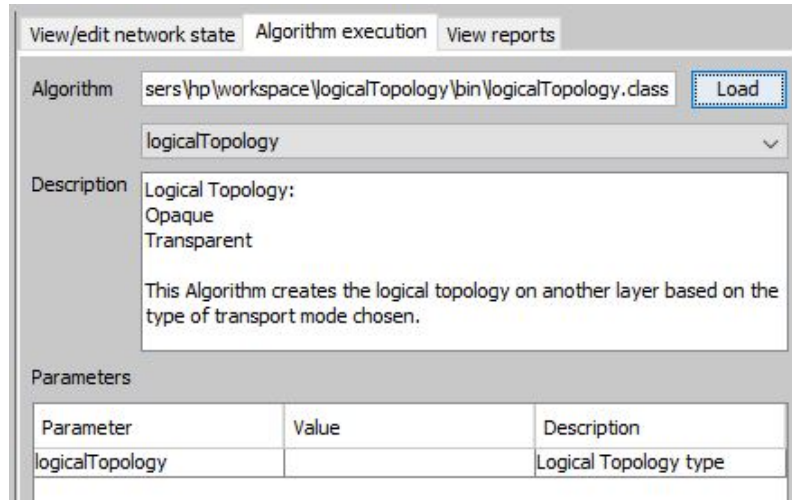 View/edit network state Algorithm execution View reports
Algorithm sers\hp\workspace\logicalTopology\bin\logicalTopology.class Load
logicalTopology
Description Logical Topology:
Opaque
Transparent
This Algorithm creates the logical topology on another layer based on the
type of transport mode chosen.
Parameters
Parameter Value Description
logicalTopology Logical Topology type